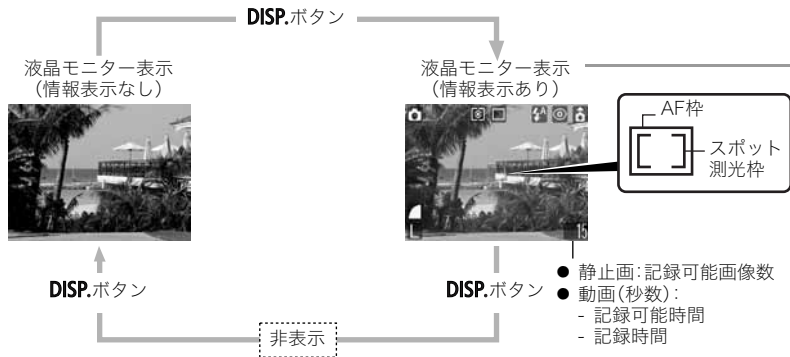 DISP.ボタン
液晶モニター表示
（情報表示なし）
液晶モニター表示
（情報表示あり）
L
15
AF枠
スポット
測光枠
DISP.ボタン
DISP.ボタン
● 静止画：記録可能画像数
● 動画（秒数）：
- 記録可能時間
- 記録時間
非表示